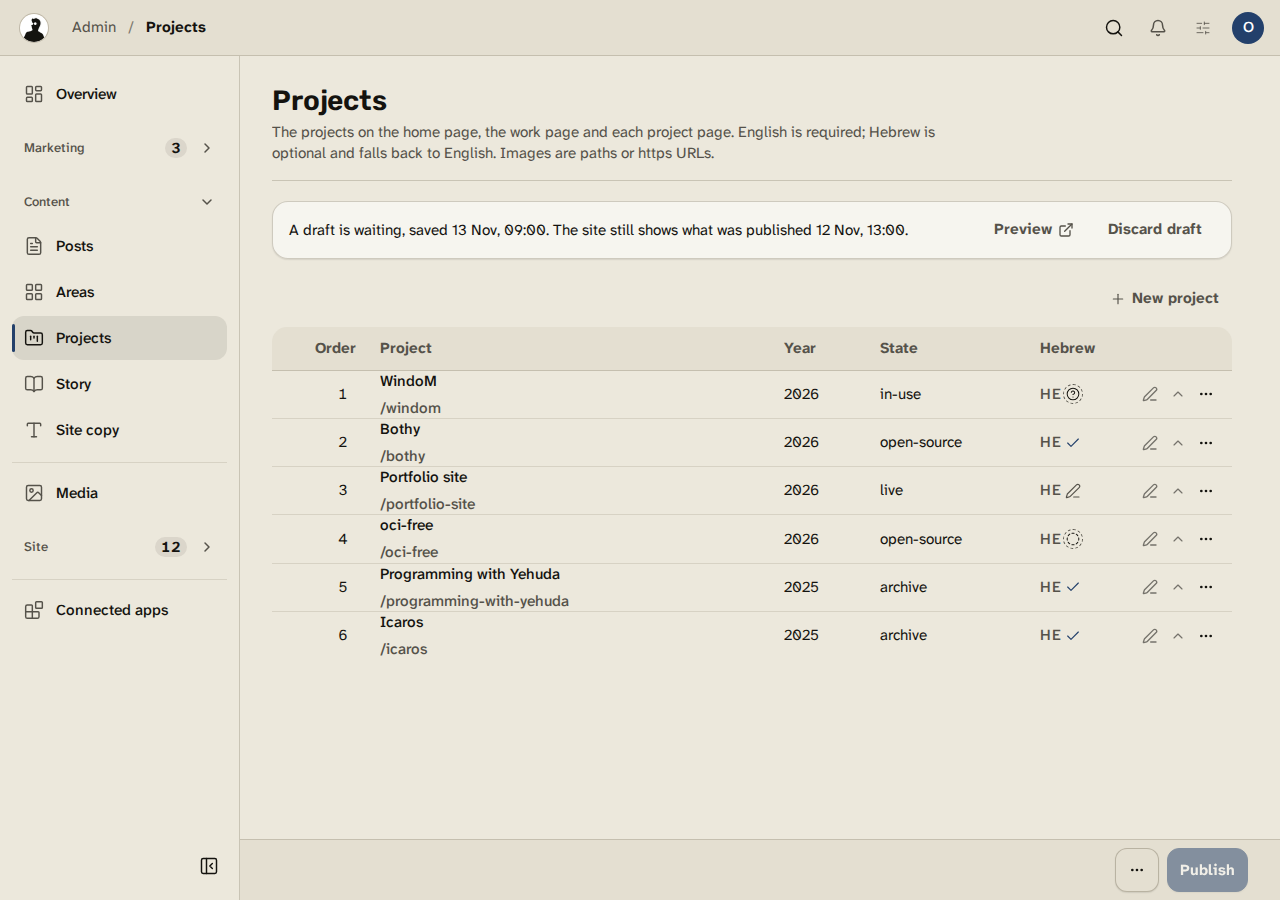 Admin / Projects
O
Overview
Marketing 3
Content
Posts
Areas
Projects
Story
Site copy
Media
Site 12
Connected apps
Projects
The projects on the home page, the work page and each project page. English is required; Hebrew is
optional and falls back to English. Images are paths or https URLs.
A draft is waiting, saved 13 Nov, 09:00. The site still shows what was published 12 Nov, 13:00.
Preview
Discard draft
+ New project
Order Project Year State Hebrew
1 WindoM 2026 in-use HE
/windom
2 Bothy 2026 open-source HE
/bothy
3 Portfolio site 2026 live HE
/portfolio-site
4 oci-free 2026 open-source HE
/oci-free
5 Programming with Yehuda 2025 archive HE
/programming-with-yehuda
6 Icaros 2025 archive HE
/icaros
Publish